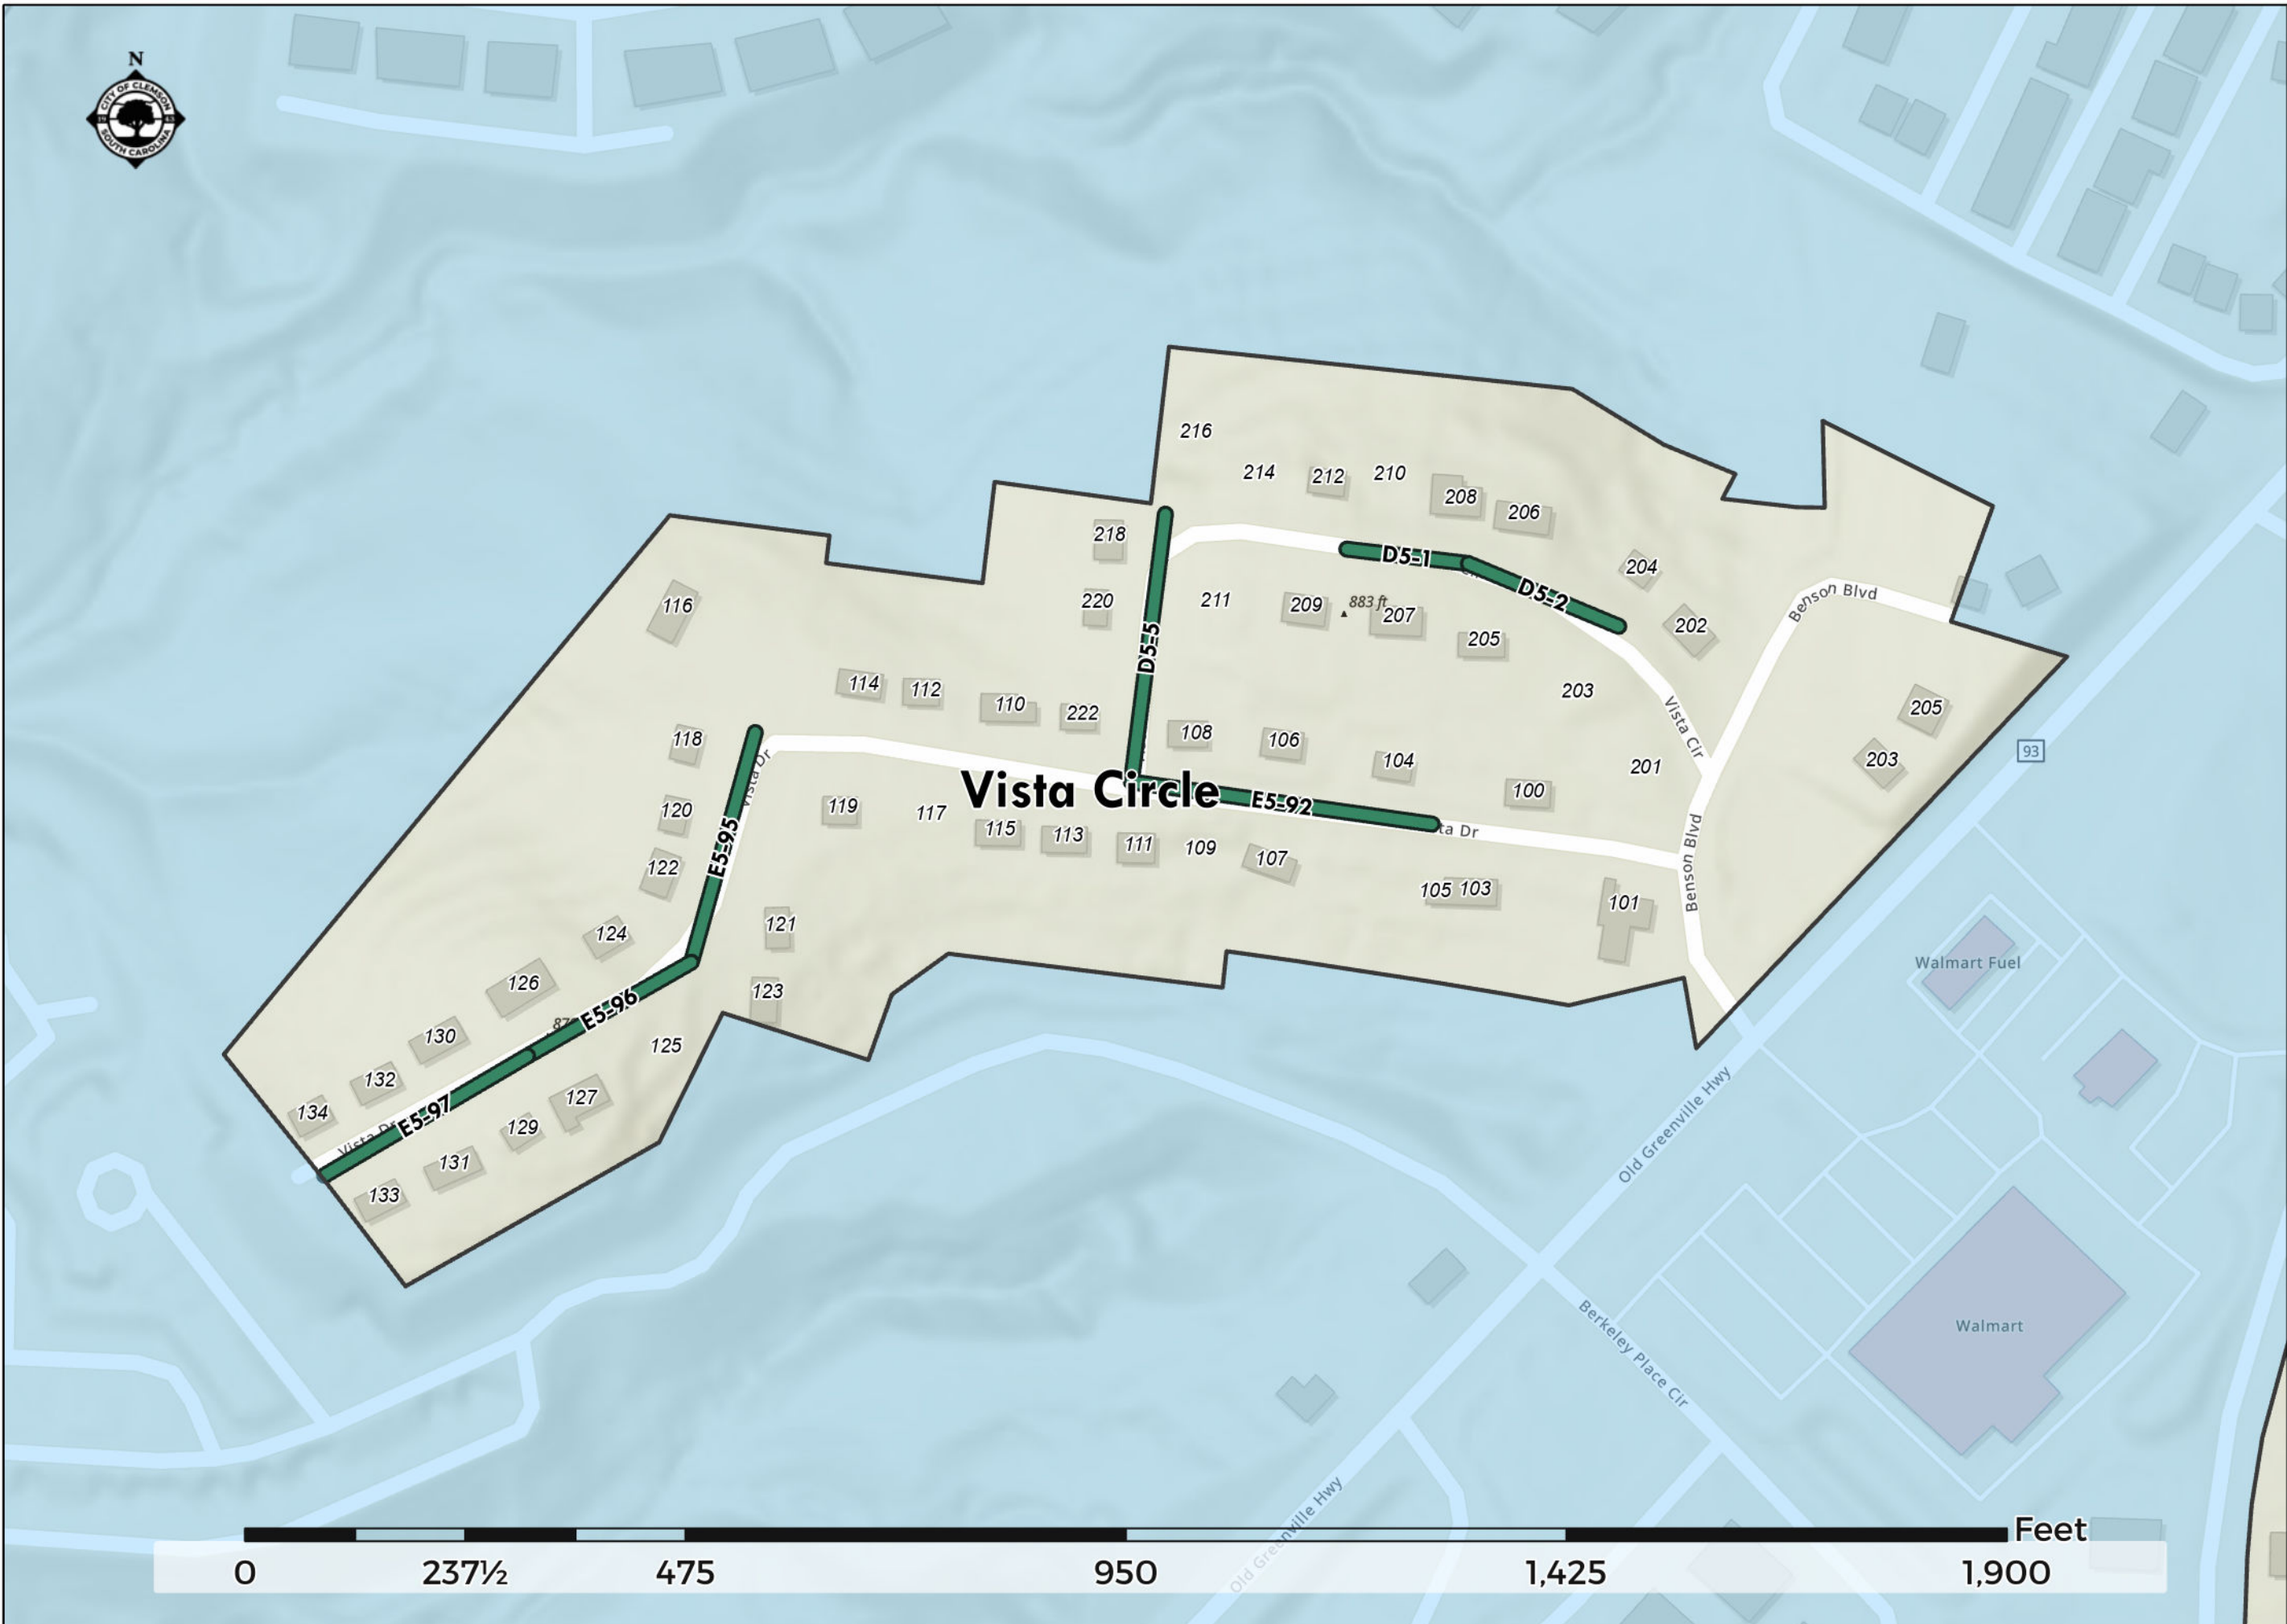 N
CITY OF CLEMSON
SOUTH CAROLINA
216
214
212
210
208
206
218
204
220
211
209
883 ft
207
202
205
203
201
116
114
112
110
222
108
106
104
100
118
120
122
119
117
115
113
111
109
107
105
103
101
205
203
124
126
121
123
125
130
132
134
127
129
131
133
D5-1
D5-2
D5-5
E5-92
E5-95
E5-96
E5-97
Vista Circle
Vista Dr
ta Dr
Vista Dr
Vista Cir
Benson Blvd
Benson Blvd
93
Walmart Fuel
Old Greenville Hwy
Berkeley Place Cir
Walmart
Old Greenville Hwy
Feet
0 237½ 475 950 1,425 1,900